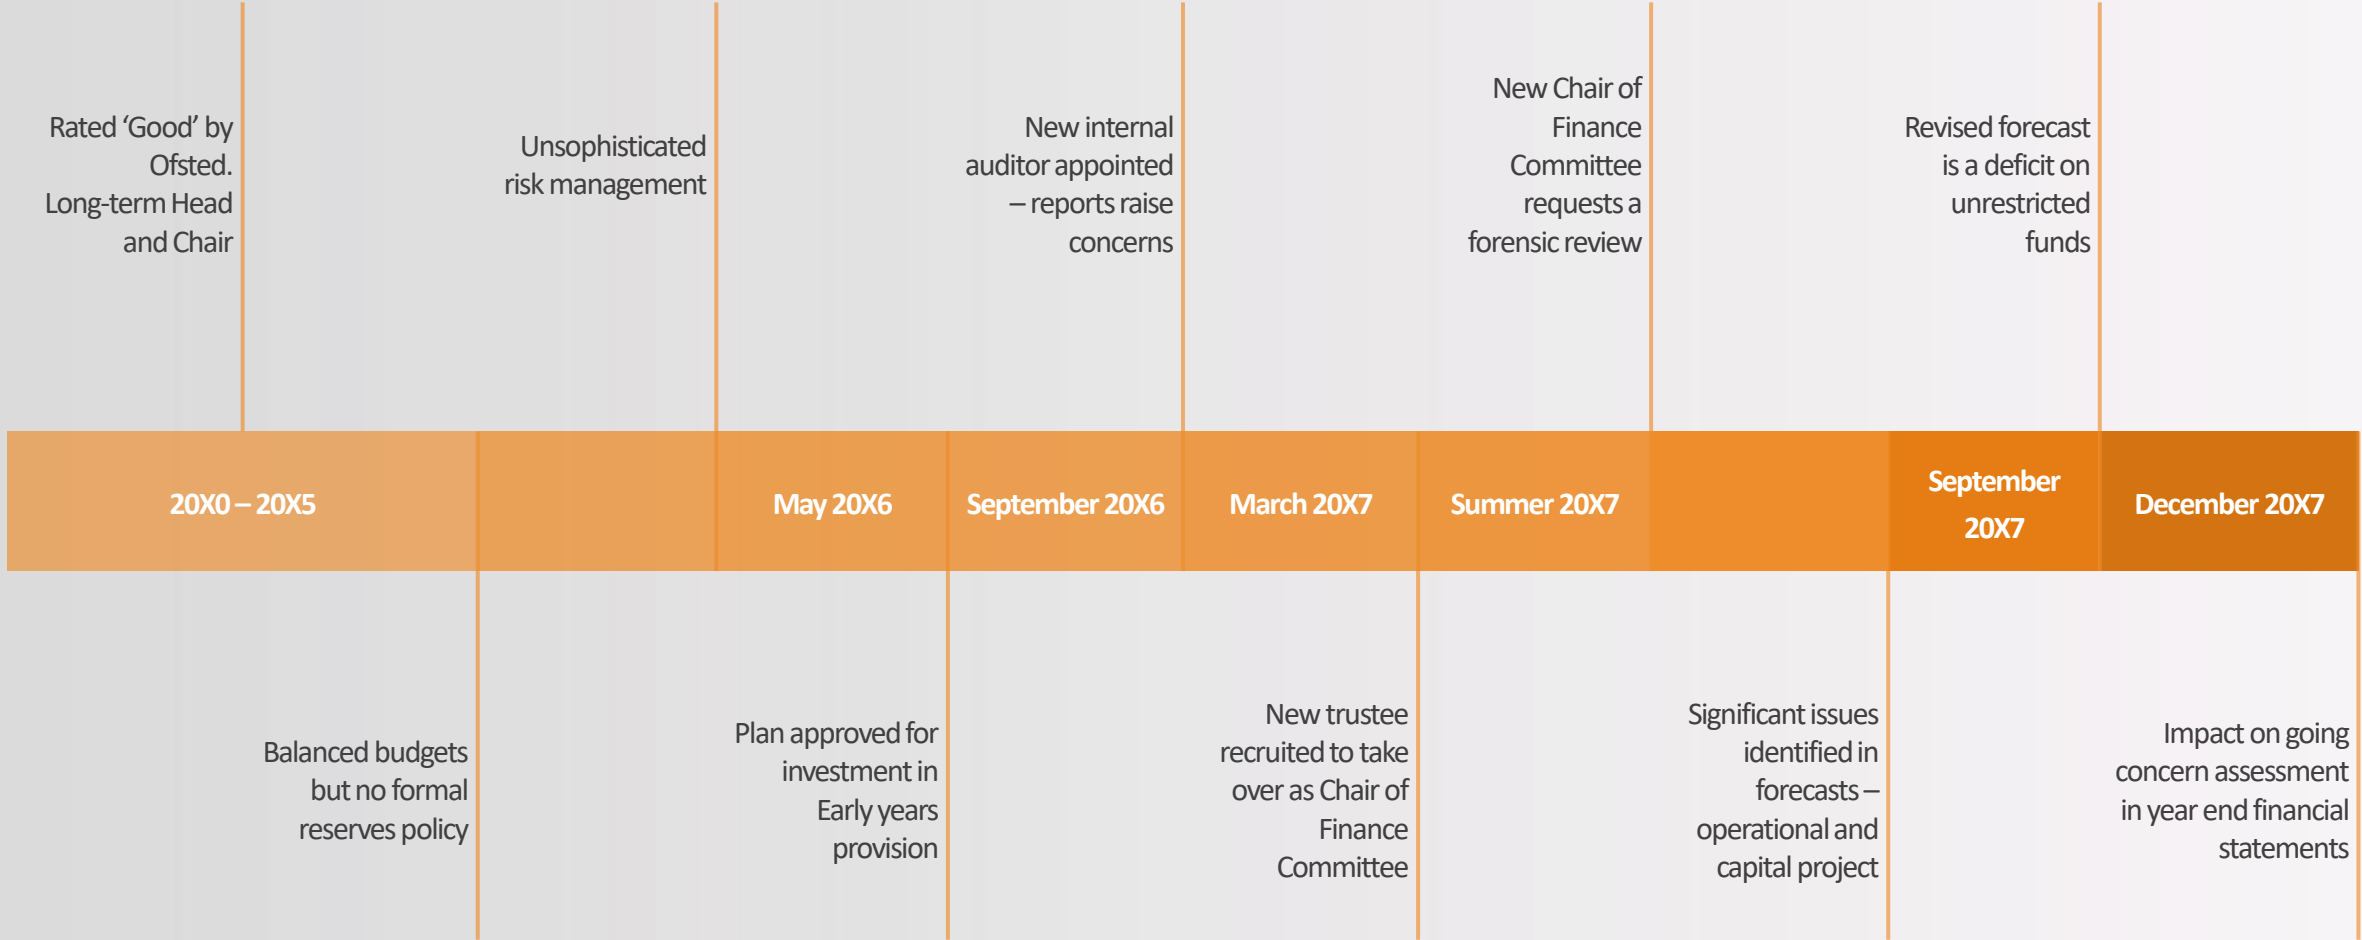 Rated ‘Good’ by
Ofsted.
Long-term Head
and Chair
Unsophisticated
risk management
New internal
auditor appointed
– reports raise
concerns
New Chair of
Finance
Committee
requests a
forensic review
Revised forecast
is a deficit on
unrestricted
funds
20X0 – 20X5
May 20X6
September 20X6
March 20X7
Summer 20X7
September
20X7
December 20X7
Balanced budgets
but no formal
reserves policy
Plan approved for
investment in
Early years
provision
New trustee
recruited to take
over as Chair of
Finance
Committee
Significant issues
identified in
forecasts –
operational and
capital project
Impact on going
concern assessment
in year end financial
statements